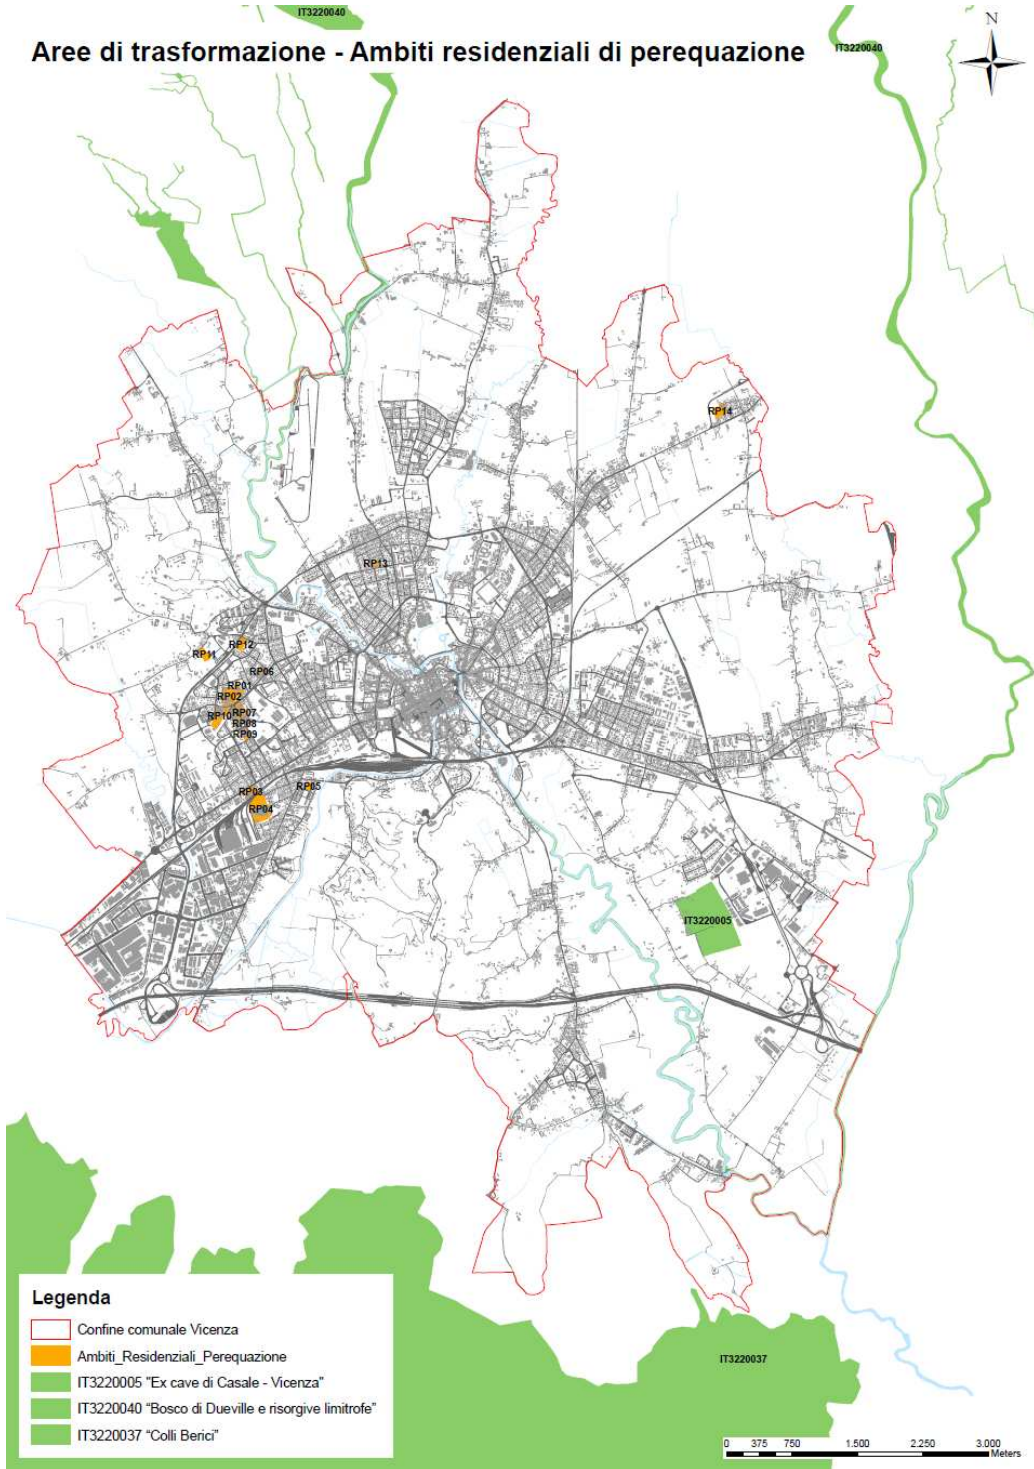 IT3220040
N
Aree di trasformazione - Ambiti residenziali di perequazione
IT3220040
RP14
RP13
RP12
RP11
RP06
RP01
RP02
RP10
RP07
RP08
RP09
RP03
RP05
RP04
IT3220005
Legenda
Confine comunale Vicenza
Ambiti_Residenziali_Perequazione
IT3220005 "Ex cave di Casale - Vicenza"
IT3220040 “Bosco di Dueville e risorgive limitrofe”
IT3220037 “Colli Berici”
IT3220037
0 375 750 1.500 2.250 3.000
Meters